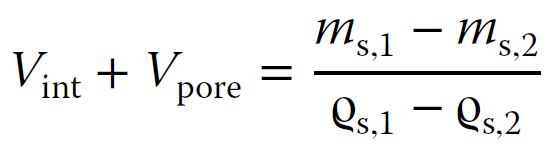 V_int + V_pore = (m_s,1 − m_s,2) / (ϱ_s,1 − ϱ_s,2)